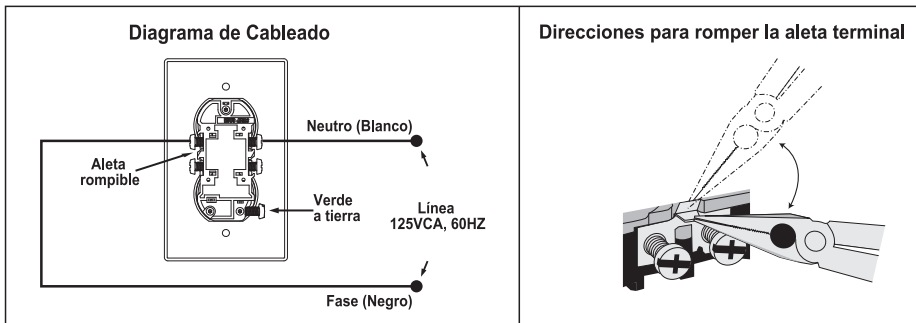 Diagrama de Cableado
Neutro (Blanco)
Aleta
rompible
Verde
a tierra
Línea
125VCA, 60HZ
Fase (Negro)
Direcciones para romper la aleta terminal